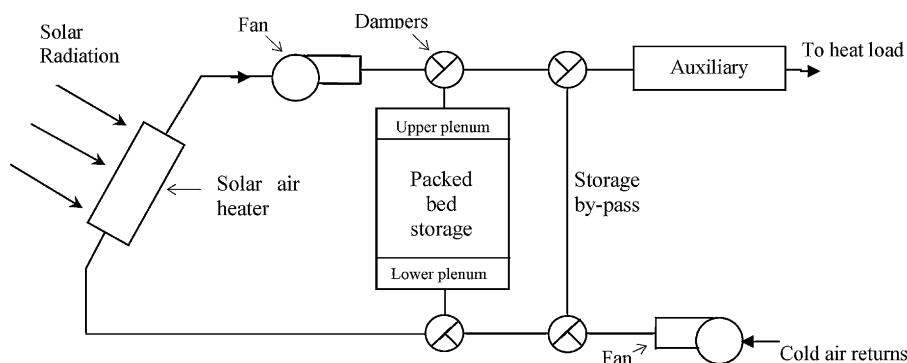 Solar
Radiation
Fan
Dampers
Auxiliary
To heat load
Upper plenum
Solar air
heater
Packed
bed
storage
Storage
by-pass
Lower plenum
Fan
Cold air returns